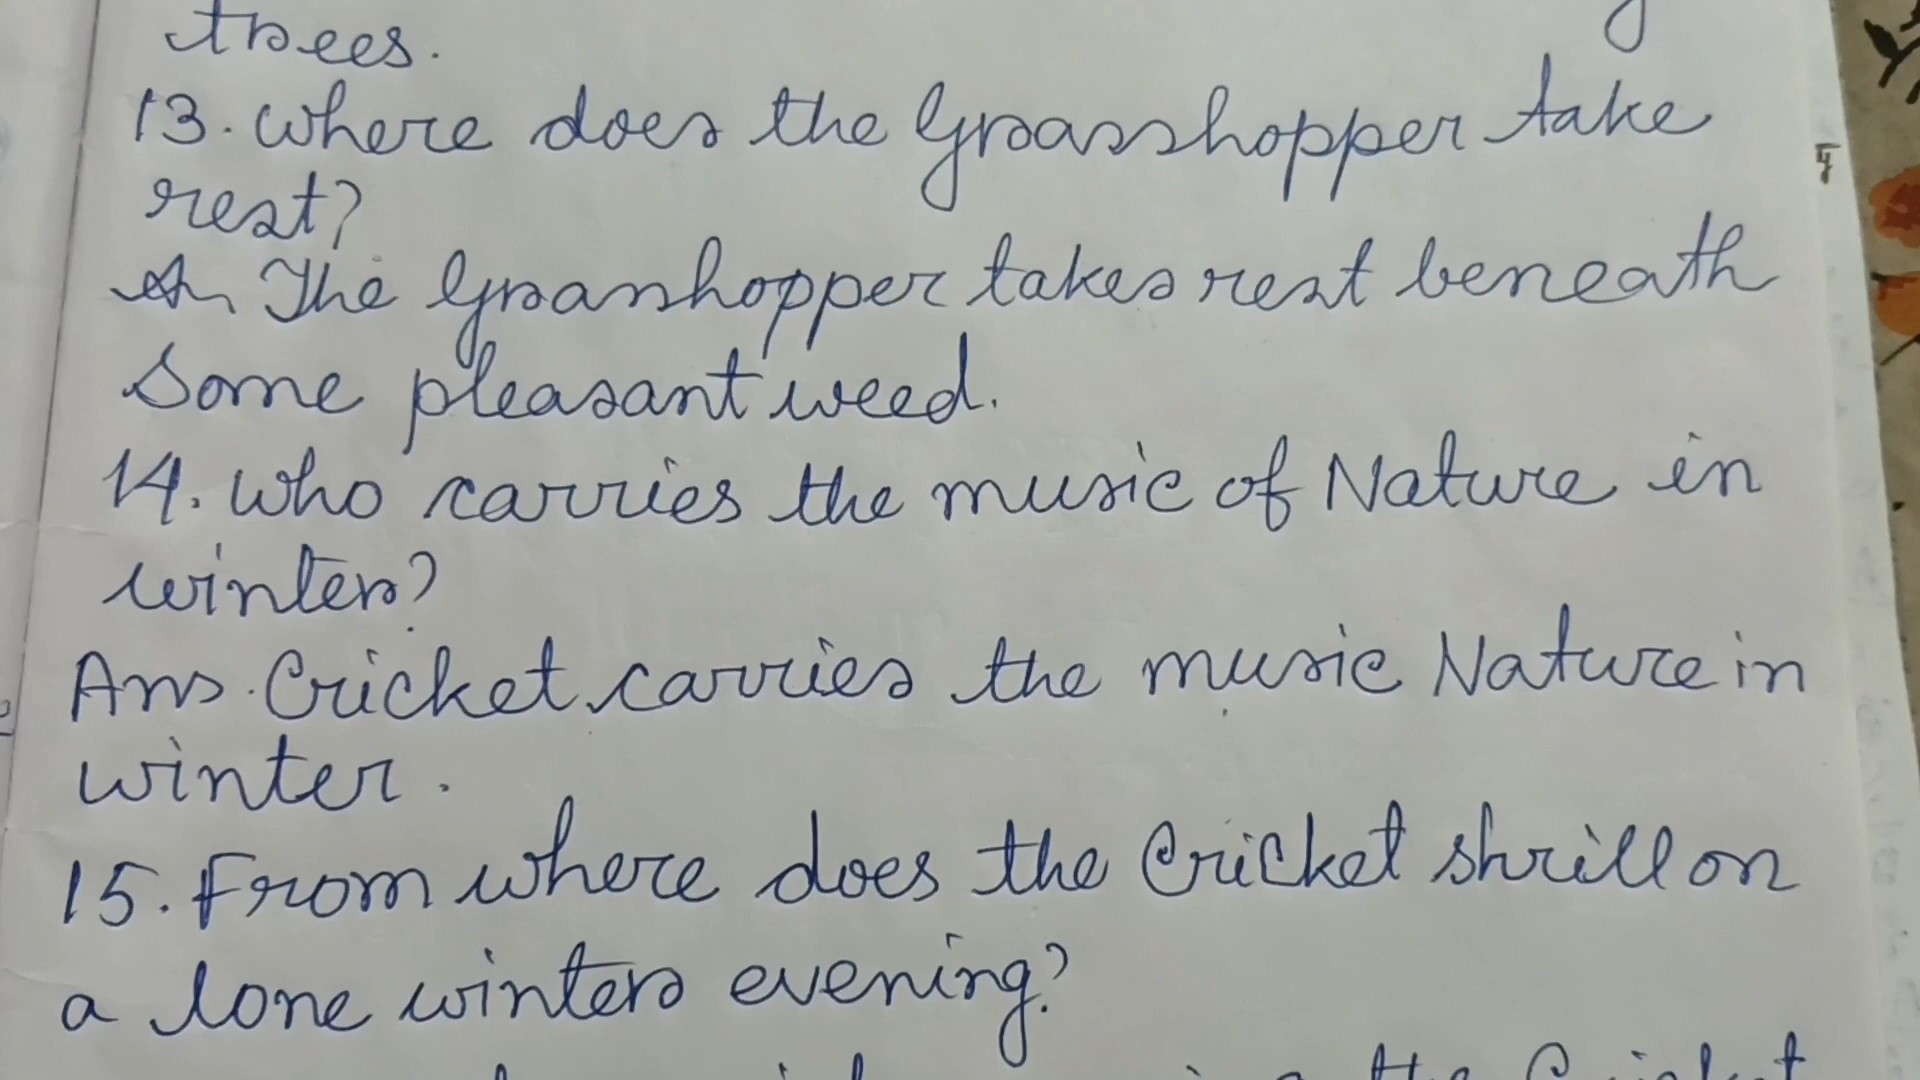 trees.
13. Where does the Grasshopper take
rest?
A. The Grasshopper takes rest beneath
Some pleasant weed.
14. Who carries the music of Nature in
winter?
Ans. Cricket carries the music Nature in
winter.
15. From where does the Cricket shrill on
a lone winters evening?